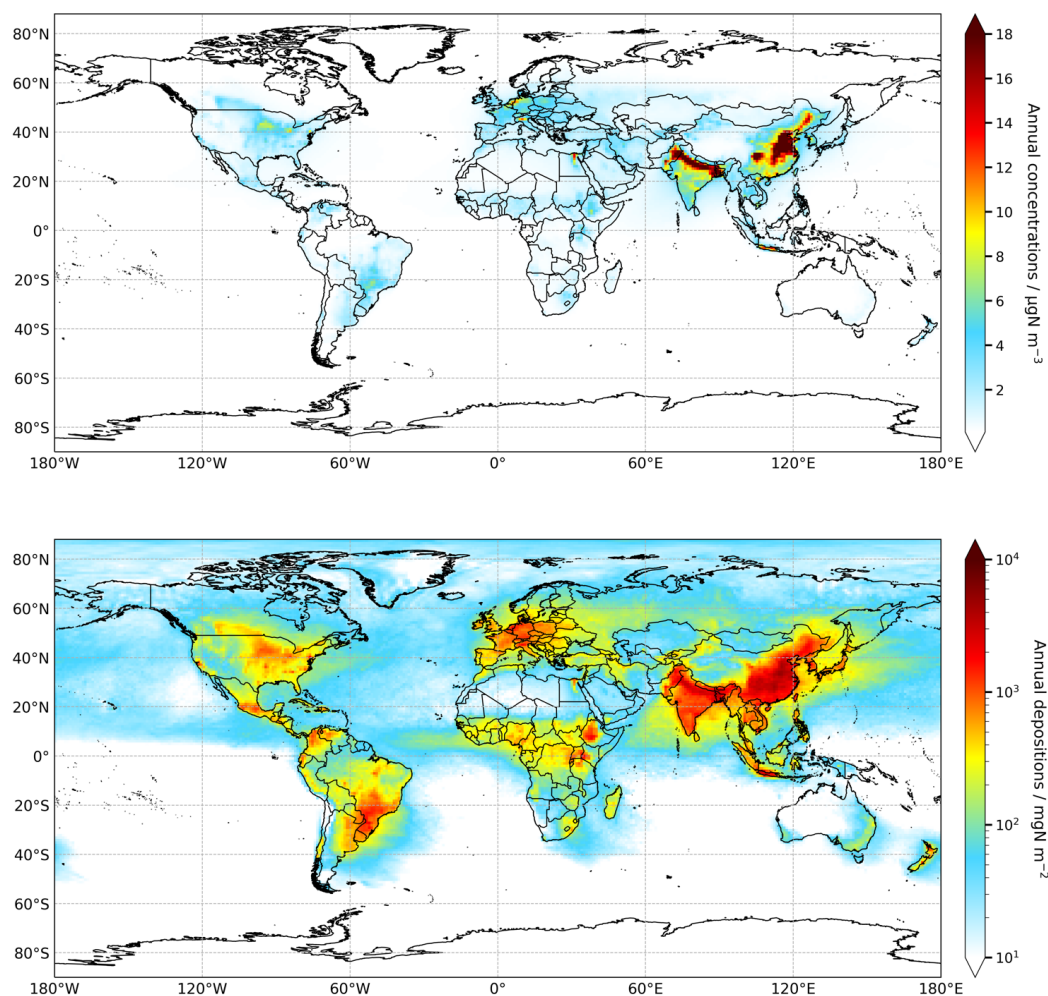 80°N
60°N
40°N
20°N
0°
20°S
40°S
60°S
80°S
180°W 120°W 60°W 0° 60°E 120°E 180°E
18
16
14
12
10
8
6
4
2
Annual concentrations / μgN m⁻³
80°N
60°N
40°N
20°N
0°
20°S
40°S
60°S
80°S
180°W 120°W 60°W 0° 60°E 120°E 180°E
10⁴
10³
10²
10¹
Annual depositions / mgN m⁻²